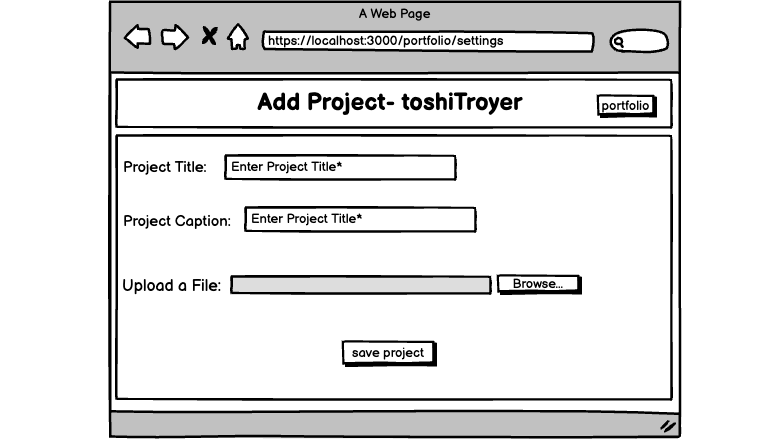 A Web Page
https://localhost:3000/portfolio/settings
Add Project- toshiTroyer
portfolio
Project Title:
Enter Project Title*
Project Caption:
Enter Project Title*
Upload a File:
Browse...
save project